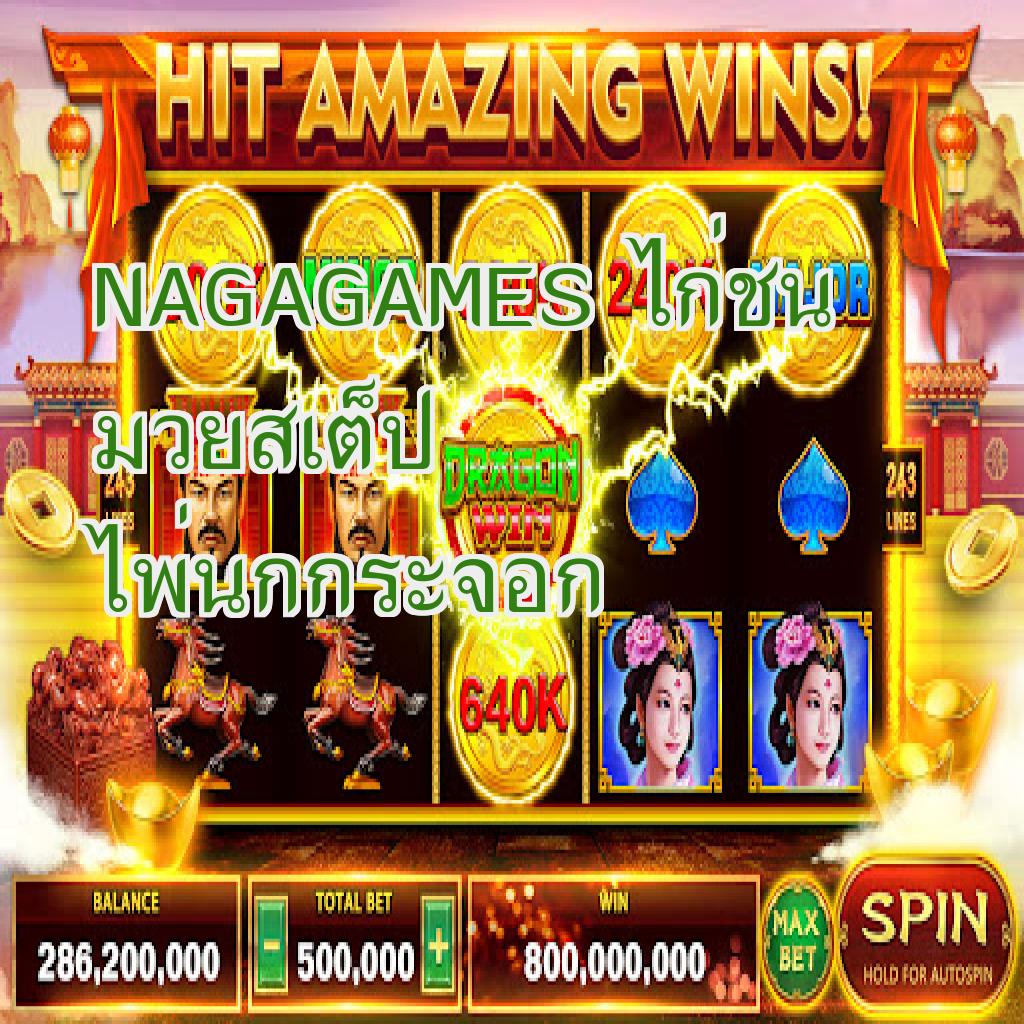 HIT AMAZING WINS!
NAGAGAMES ไก่ชน
มวยสเต็ป
ไพ่นกกระจอก
DRAGON
WIN
243
LINES
243
LINES
640K
BALANCE
TOTAL BET
WIN
286,200,000
- 500,000 +
800,000,000
MAX
BET
SPIN
HOLD FOR AUTOSPIN